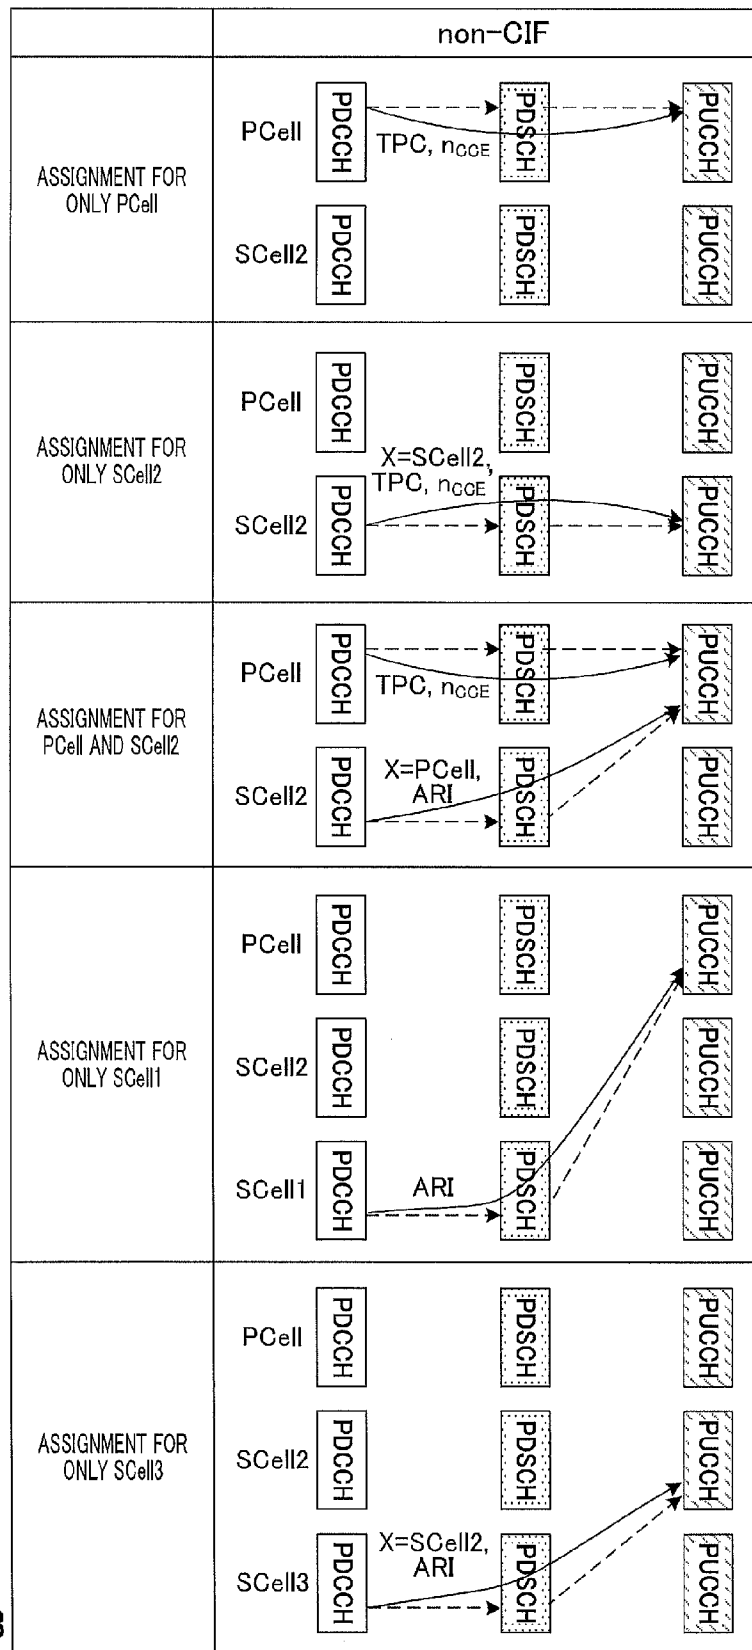 non-CIF
ASSIGNMENT FOR
ONLY PCell
PCell
PDCCH
PDSCH
PUCCH
TPC, nCCE
SCell2
PDCCH
PDSCH
PUCCH
ASSIGNMENT FOR
ONLY SCell2
PCell
PDCCH
PDSCH
PUCCH
X=SCell2,
TPC, nCCE
SCell2
PDCCH
PDSCH
PUCCH
ASSIGNMENT FOR
PCell AND SCell2
PCell
PDCCH
PDSCH
PUCCH
TPC, nCCE
X=PCell,
ARI
SCell2
PDCCH
PDSCH
PUCCH
ASSIGNMENT FOR
ONLY SCell1
PCell
PDCCH
PDSCH
PUCCH
SCell2
PDCCH
PDSCH
PUCCH
SCell1
PDCCH
ARI
PDSCH
PUCCH
ASSIGNMENT FOR
ONLY SCell3
PCell
PDCCH
PDSCH
PUCCH
SCell2
PDCCH
PDSCH
PUCCH
X=SCell2,
ARI
SCell3
PDCCH
PDSCH
PUCCH